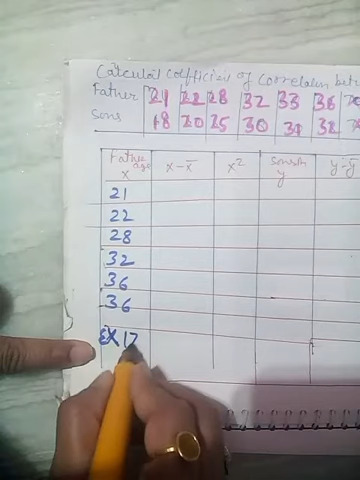 Calculat coefficien of Correlation bet
Father 21 22 28 32 33 36
Sons 18 20 25 30 31 32
Father age x x-x̄ x² sons y y-ȳ
21
22
28
32
36
36
ΣX 17